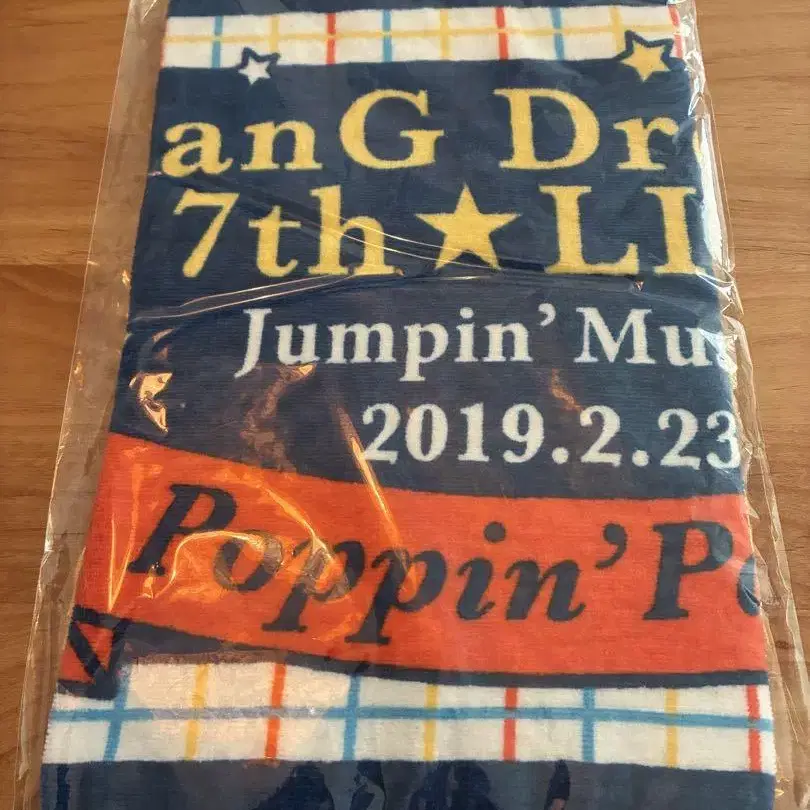 anG Dr
7th★LI
Jumpin' Mu
2019.2.23
Poppin' P